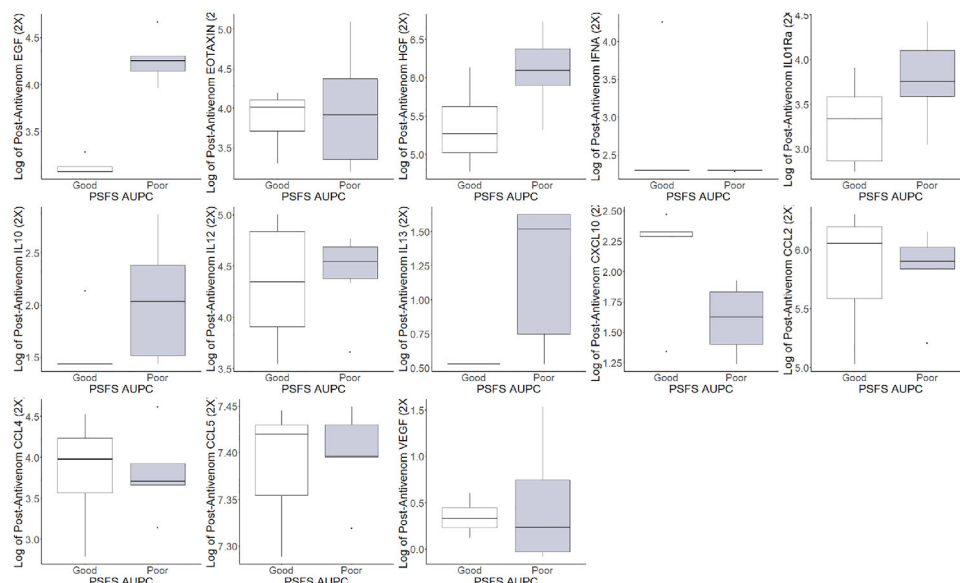 Log of Post-Antivenom EGF (2X)
4.5
4.0
3.5
Good Poor
PSFS AUPC
Log of Post-Antivenom EOTAXIN (2
5.0
4.5
4.0
3.5
Good Poor
PSFS AUPC
Log of Post-Antivenom HGF (2X)
6.5
6.0
5.5
5.0
Good Poor
PSFS AUPC
Log of Post-Antivenom IFNA (2X)
4.0
3.5
3.0
2.5
Good Poor
PSFS AUPC
Log of Post-Antivenom IL01Ra (2X)
4.5
4.0
3.5
3.0
Good Poor
PSFS AUPC
Log of Post-Antivenom IL10 (2X)
2.5
2.0
1.5
Good Poor
PSFS AUPC
Log of Post-Antivenom IL12 (2X)
5.0
4.5
4.0
3.5
Good Poor
PSFS AUPC
Log of Post-Antivenom IL13 (2X)
1.50
1.25
1.00
0.75
0.50
Good Poor
PSFS AUPC
Log of Post-Antivenom CXCL10 (2X
2.50
2.25
2.00
1.75
1.50
1.25
Good Poor
PSFS AUPC
Log of Post-Antivenom CCL2 (2X)
6.0
5.5
5.0
Good Poor
PSFS AUPC
Log of Post-Antivenom CCL4 (2X)
4.5
4.0
3.5
3.0
Good Poor
PSFS AUPC
Log of Post-Antivenom CCL5 (2X)
7.45
7.40
7.35
7.30
Good Poor
PSFS AUPC
Log of Post-Antivenom VEGF (2X)
1.5
1.0
0.5
0.0
Good Poor
PSFS AUPC